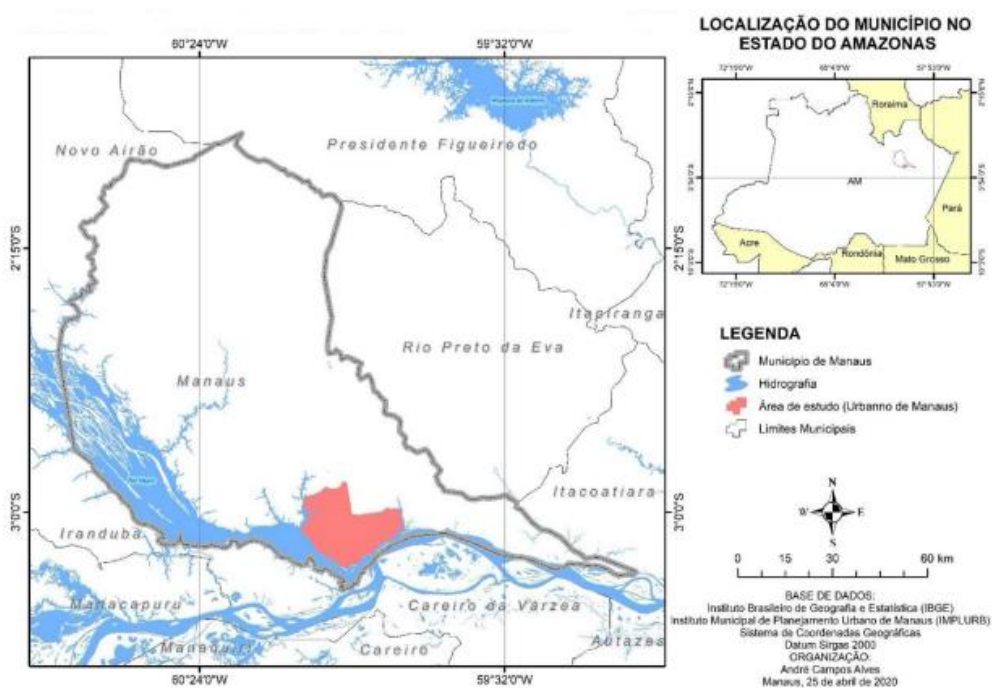 LOCALIZAÇÃO DO MUNICÍPIO NO
ESTADO DO AMAZONAS
60°24'0"W
59°32'0"W
Novo Airão
Presidente Figueiredo
2°15'0"S
2°15'0"S
Itapiranga
Rio Preto da Eva
Manaus
Itacoatiara
3°0'0"S
3°0'0"S
Iranduba
Manacapuru
Careiro da Várzea
Manaquiri
Careiro
Autazes
60°24'0"W
59°32'0"W
Roraima
AM
Pará
Acre
Rondônia
Mato Grosso
LEGENDA
Município de Manaus
Hidrografia
Área de estudo (Urbanno de Manaus)
Limites Municipais
N
W
E
S
0 15 30 60 km
BASE DE DADOS:
Instituto Brasileiro de Geografia e Estatística (IBGE)
Instituto Municipal de Planejamento Urbano de Manaus (IMPLURB)
Sistema de Coordenadas Geográficas
Datum Sirgas 2000
ORGANIZAÇÃO:
André Campos Alves
Manaus, 25 de abril de 2020